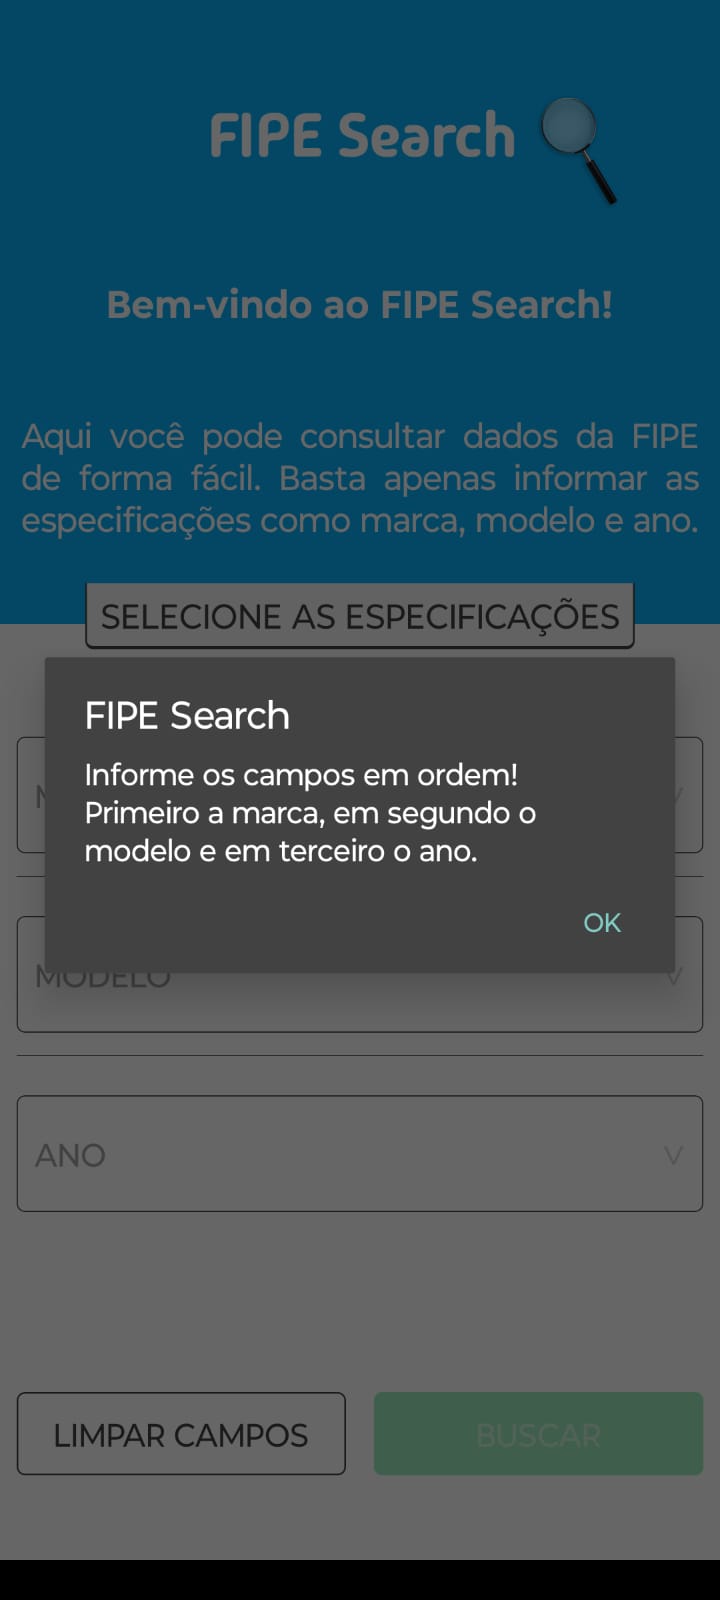 FIPE Search
Bem-vindo ao FIPE Search!
Aqui você pode consultar dados da FIPE
de forma fácil. Basta apenas informar as
especificações como marca, modelo e ano.
SELECIONE AS ESPECIFICAÇÕES
FIPE Search
Informe os campos em ordem!
Primeiro a marca, em segundo o
modelo e em terceiro o ano.
OK
MODELO
ANO
LIMPAR CAMPOS
BUSCAR